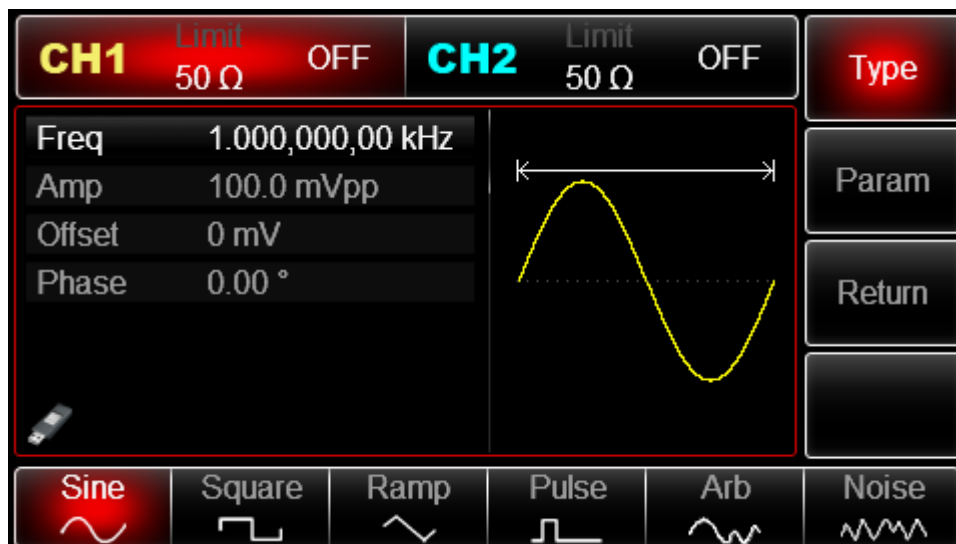 CH1 Limit 50 Ω OFF CH2 Limit 50 Ω OFF
Type
Freq 1.000,000,00 kHz
Amp 100.0 mVpp
Offset 0 mV
Phase 0.00 °
Param
Return
Sine Square Ramp Pulse Arb Noise